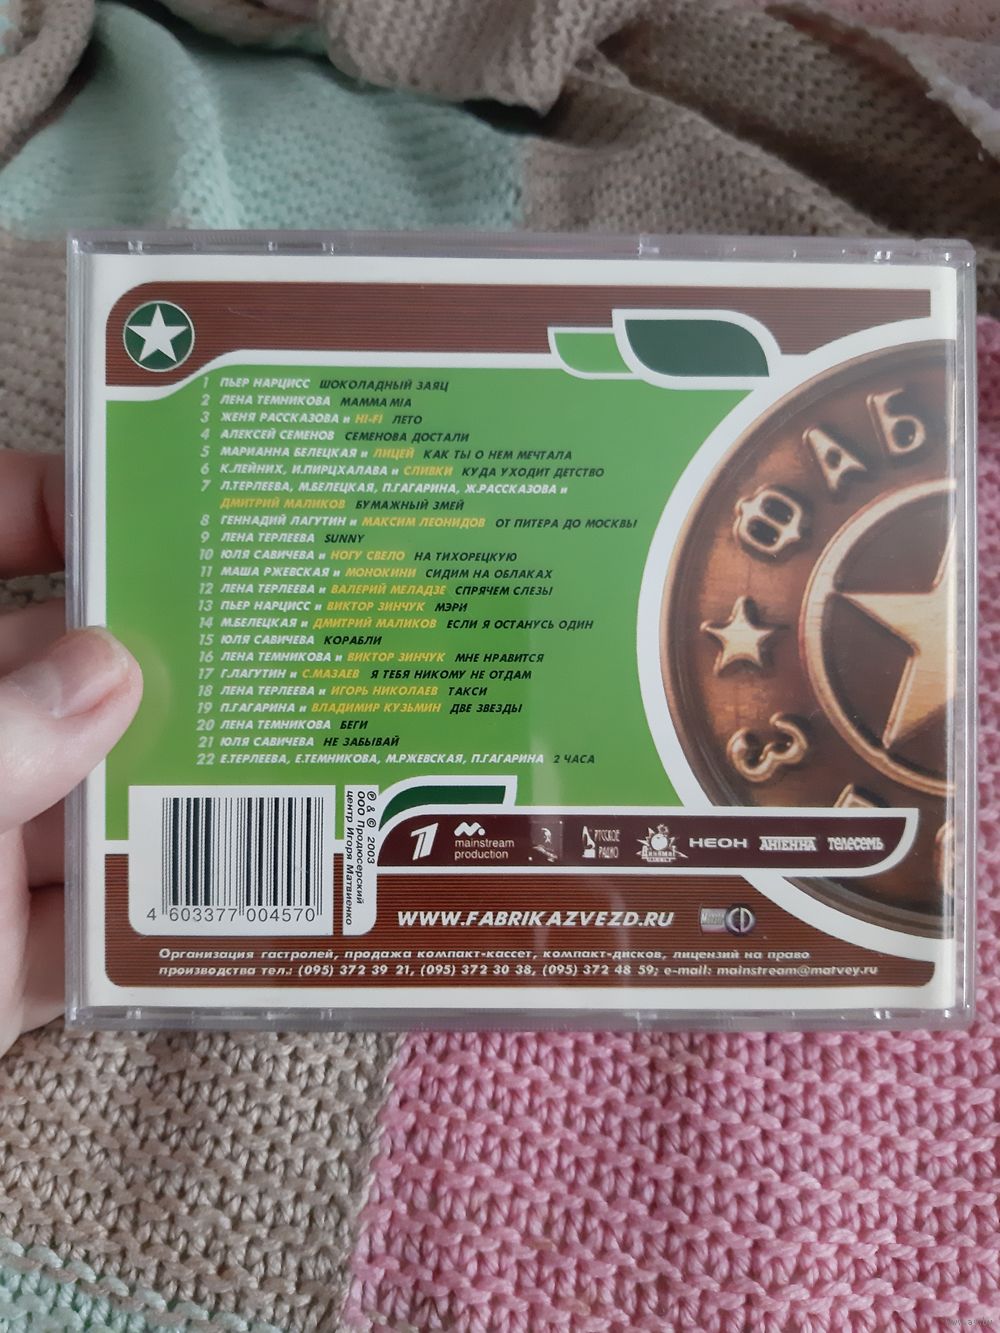 1 ПЬЕР НАРЦИСС ШОКОЛАДНЫЙ ЗАЯЦ
2 ЛЕНА ТЕМНИКОВА MAMMA MIA
3 ЖЕНЯ РАССКАЗОВА и HI-FI ЛЕТО
4 АЛЕКСЕЙ СЕМЕНОВ СЕМЕНОВА ДОСТАЛИ
5 МАРИАННА БЕЛЕЦКАЯ и ЛИЦЕЙ КАК ТЫ О НЕМ МЕЧТАЛА
6 К.ЛЕЙНИХ, И.ПИРЦХАЛАВА и СЛИВКИ КУДА УХОДИТ ДЕТСТВО
7 Л.ТЕРЛЕЕВА, М.БЕЛЕЦКАЯ, П.ГАГАРИНА, Ж.РАССКАЗОВА и
ДМИТРИЙ МАЛИКОВ БУМАЖНЫЙ ЗМЕЙ
8 ГЕННАДИЙ ЛАГУТИН и МАКСИМ ЛЕОНИДОВ ОТ ПИТЕРА ДО МОСКВЫ
9 ЛЕНА ТЕРЛЕЕВА SUNNY
10 ЮЛЯ САВИЧЕВА и НОГУ СВЕЛО НА ТИХОРЕЦКУЮ
11 МАША РЖЕВСКАЯ и МОНОКИНИ СИДИМ НА ОБЛАКАХ
12 ЛЕНА ТЕРЛЕЕВА и ВАЛЕРИЙ МЕЛАДЗЕ СПРЯЧЕМ СЛЕЗЫ
13 ПЬЕР НАРЦИСС и ВИКТОР ЗИНЧУК МЭРИ
14 М.БЕЛЕЦКАЯ и ДМИТРИЙ МАЛИКОВ ЕСЛИ Я ОСТАНУСЬ ОДИН
15 ЮЛЯ САВИЧЕВА КОРАБЛИ
16 ЛЕНА ТЕМНИКОВА и ВИКТОР ЗИНЧУК МНЕ НРАВИТСЯ
17 Г.ЛАГУТИН и С.МАЗАЕВ Я ТЕБЯ НИКОМУ НЕ ОТДАМ
18 ЛЕНА ТЕРЛЕЕВА и ИГОРЬ НИКОЛАЕВ ТАКСИ
19 П.ГАГАРИНА и ВЛАДИМИР КУЗЬМИН ДВЕ ЗВЕЗДЫ
20 ЛЕНА ТЕМНИКОВА БЕГИ
21 ЮЛЯ САВИЧЕВА НЕ ЗАБЫВАЙ
22 Е.ТЕРЛЕЕВА, Е.ТЕМНИКОВА, М.РЖЕВСКАЯ, П.ГАГАРИНА 2 ЧАСА
ФАБ
З
4 603377 004570
℗ & © 2003
ООО Продюсерский
центр Игоря Матвиенко
1
mainstream
production
РУССКОЕ
РАДИО
Динамит
НЕОН
АНТЕННА
ТЕЛЕСЕМЬ
WWW.FABRIKAZVEZD.RU
CD
Организация гастролей, продажа компакт-кассет, компакт-дисков, лицензий на право
производства тел.: (095) 372 39 21, (095) 372 30 38, (095) 372 48 59; e-mail: mainstream@matvey.ru